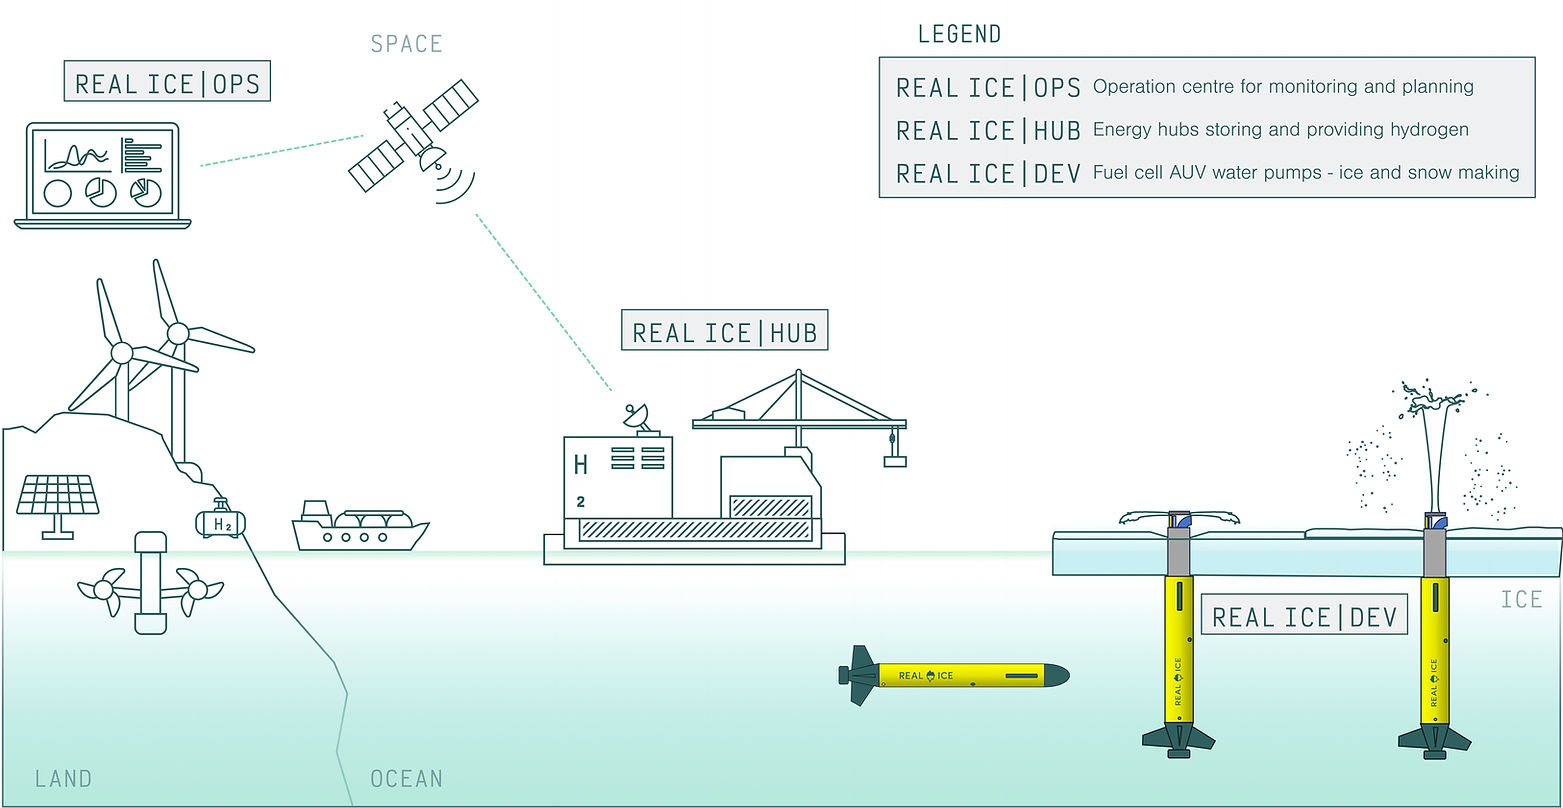 SPACE
LEGEND
REAL ICE|OPS
REAL ICE|OPS Operation centre for monitoring and planning
REAL ICE|HUB Energy hubs storing and providing hydrogen
REAL ICE|DEV Fuel cell AUV water pumps - ice and snow making
REAL ICE|HUB
H
2
H2
ICE
REAL ICE|DEV
REAL ICE
REAL ICE
REAL ICE
LAND
OCEAN